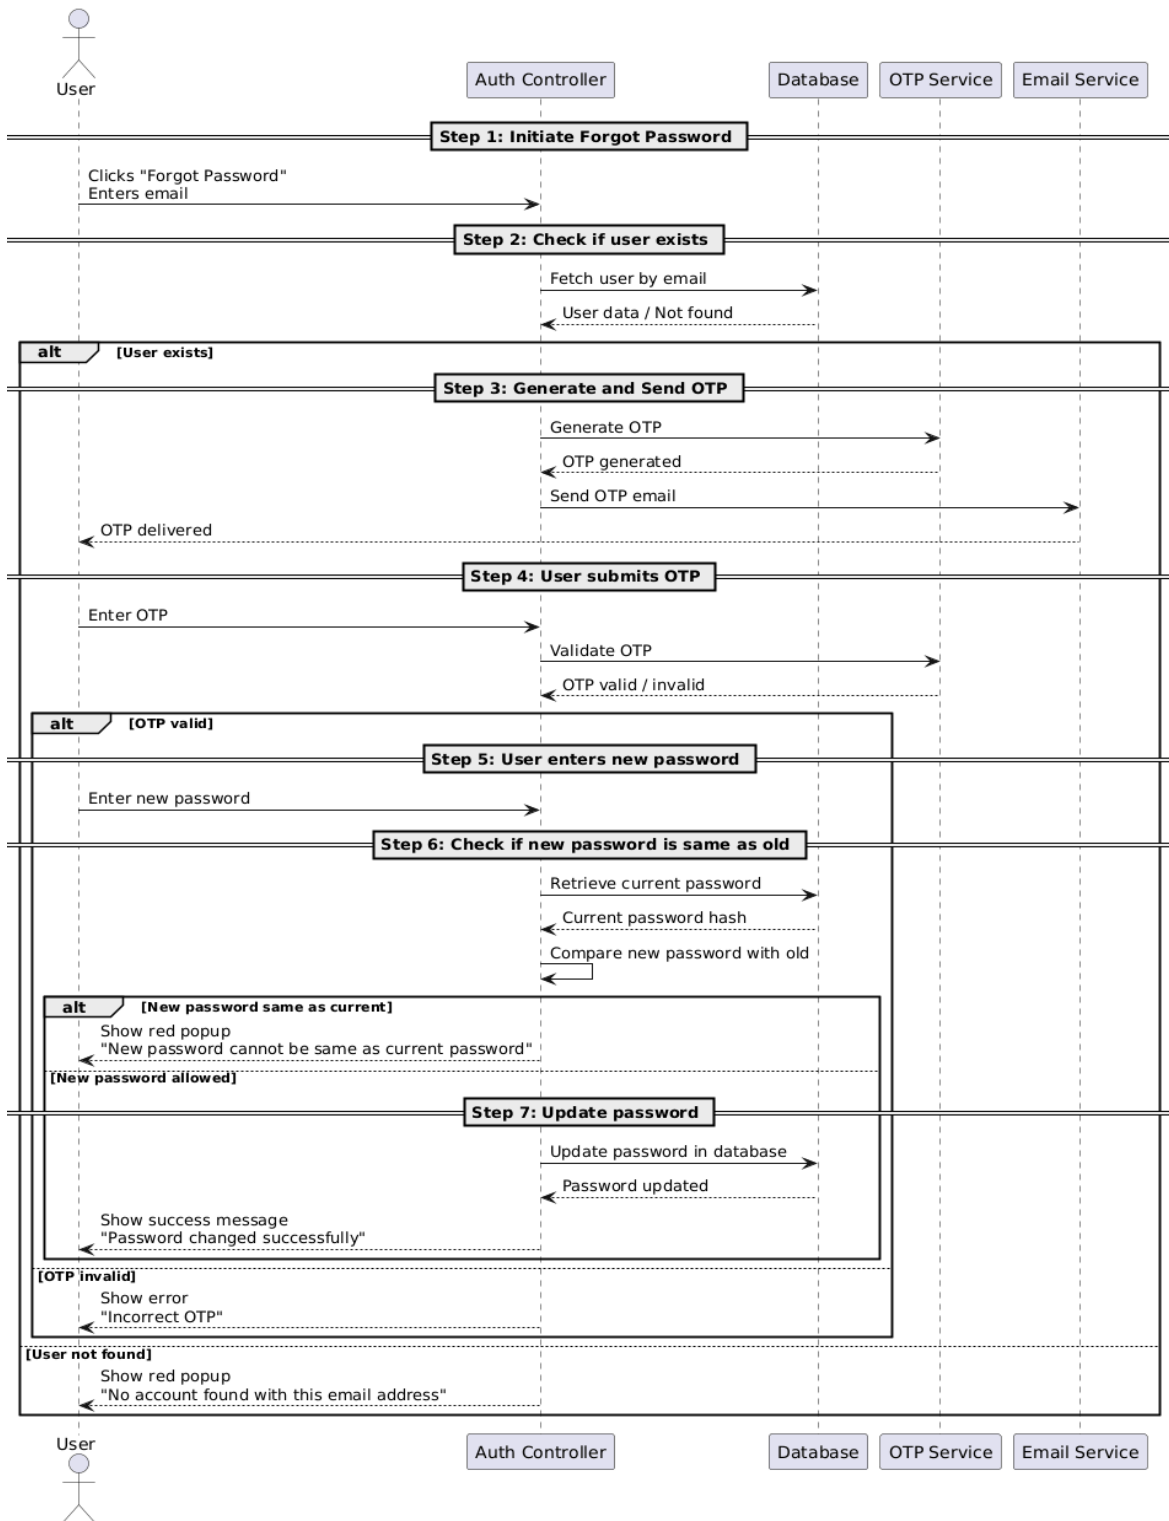 User
Auth Controller
Database
OTP Service
Email Service
Step 1: Initiate Forgot Password
Clicks "Forgot Password"
Enters email
Step 2: Check if user exists
Fetch user by email
User data / Not found
alt
[User exists]
Step 3: Generate and Send OTP
Generate OTP
OTP generated
Send OTP email
OTP delivered
Step 4: User submits OTP
Enter OTP
Validate OTP
OTP valid / invalid
alt
[OTP valid]
Step 5: User enters new password
Enter new password
Step 6: Check if new password is same as old
Retrieve current password
Current password hash
Compare new password with old
alt
[New password same as current]
Show red popup
"New password cannot be same as current password"
[New password allowed]
Step 7: Update password
Update password in database
Password updated
Show success message
"Password changed successfully"
[OTP invalid]
Show error
"Incorrect OTP"
[User not found]
Show red popup
"No account found with this email address"
User
Auth Controller
Database
OTP Service
Email Service